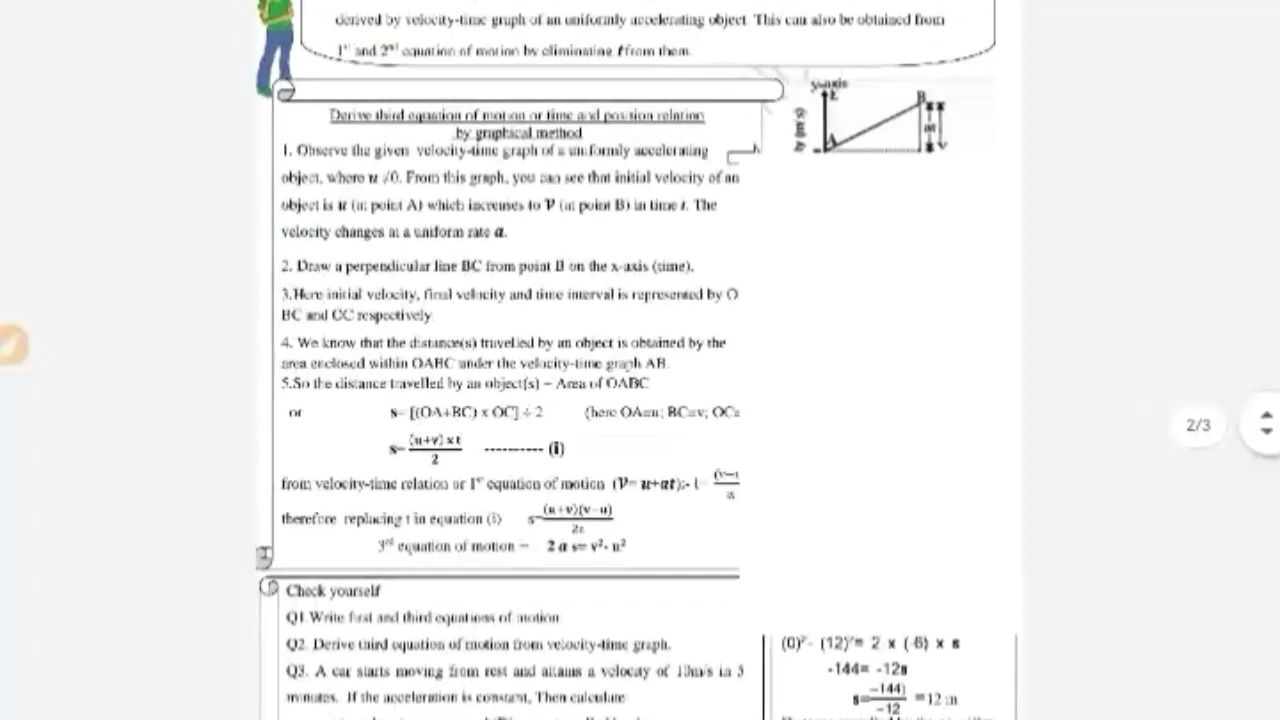 derived by velocity-time graph of an uniformly accelerating object This can also be obtained from
1st and 2nd equation of motion by eliminating t from them.
Derive third equation of motion or time and position relation
by graphical method
1. Observe the given velocity-time graph of a uniformly accelerating
object, where u ≠0. From this graph, you can see that initial velocity of an
object is u (at point A) which increases to V (at point B) in time t. The
velocity changes at a uniform rate a.
2. Draw a perpendicular line BC from point B on the x-axis (time).
3.Here initial velocity, final velocity and time interval is represented by O
BC and OC respectively
4. We know that the distance(s) travelled by an object is obtained by the
area enclosed within OABC under the velocity-time graph AB.
5.So the distance travelled by an object(s) = Area of OABC
or s= [(OA+BC) x OC] ÷ 2 (here OA=u; BC=v; OC=
s= (u+v) x t / 2 ---------- (i)
from velocity-time relation or 1st equation of motion (V= u+at):- t=
therefore replacing t in equation (i) s= (u+v)(v-u) / 2a
3rd equation of motion = 2 a s= v²- u²
y-axis
B
A
ty (m/s)
Check yourself
Q1 Write first and third equations of motion
Q2. Derive third equation of motion from velocity-time graph.
Q3. A car starts moving from rest and attains a velocity of 10m/s in 5
minutes. If the acceleration is constant, Then calculate
(0)²- (12)²= 2 x (-6) x s
-144= -12s
s= -144) / -12 =12 m
2/3